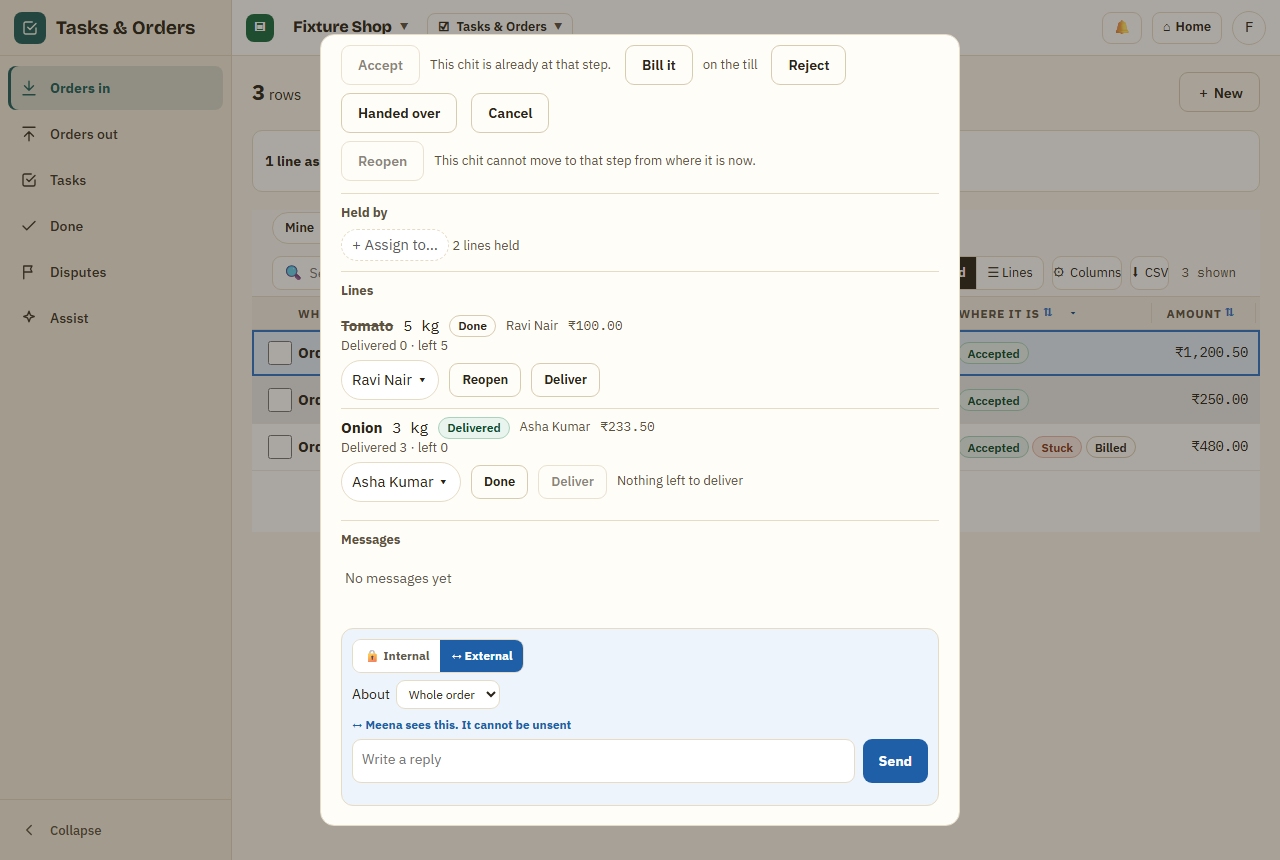 Tasks & Orders
Fixture Shop ▼
☑ Tasks & Orders ▼
⌂ Home
F
Orders in
Orders out
Tasks
Done
Disputes
Assist
Collapse
3 rows
+ New
1 line as
Mine
☰ Lines
⚙ Columns
⬇ CSV
3 shown
WHERE IT IS ⇅
AMOUNT ⇅
Accepted
₹1,200.50
Accepted
₹250.00
Accepted
Stuck
Billed
₹480.00
Accept
This chit is already at that step.
Bill it
on the till
Reject
Handed over
Cancel
Reopen
This chit cannot move to that step from where it is now.
Held by
+ Assign to...
2 lines held
Lines
Tomato 5 kg Done Ravi Nair ₹100.00
Delivered 0 · left 5
Ravi Nair ▾
Reopen
Deliver
Onion 3 kg Delivered Asha Kumar ₹233.50
Delivered 3 · left 0
Asha Kumar ▾
Done
Deliver
Nothing left to deliver
Messages
No messages yet
🔒 Internal
↔ External
About
Whole order
↔ Meena sees this. It cannot be unsent
Write a reply
Send